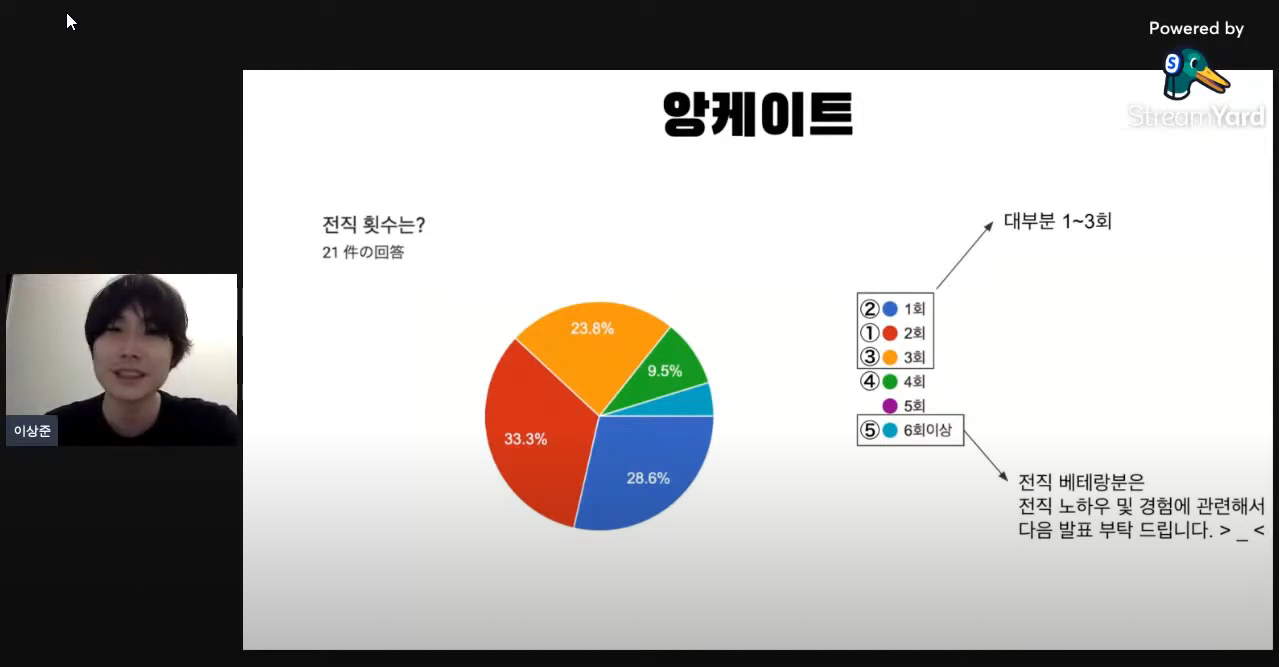 Powered by
StreamYard
앙케이트
전직 횟수는?
21 件の回答
대부분 1~3회
23.8%
9.5%
33.3%
28.6%
② 1회
① 2회
③ 3회
④ 4회
5회
⑤ 6회이상
전직 베테랑분은
전직 노하우 및 경험에 관련해서
다음 발표 부탁 드립니다. > _ <
이상준